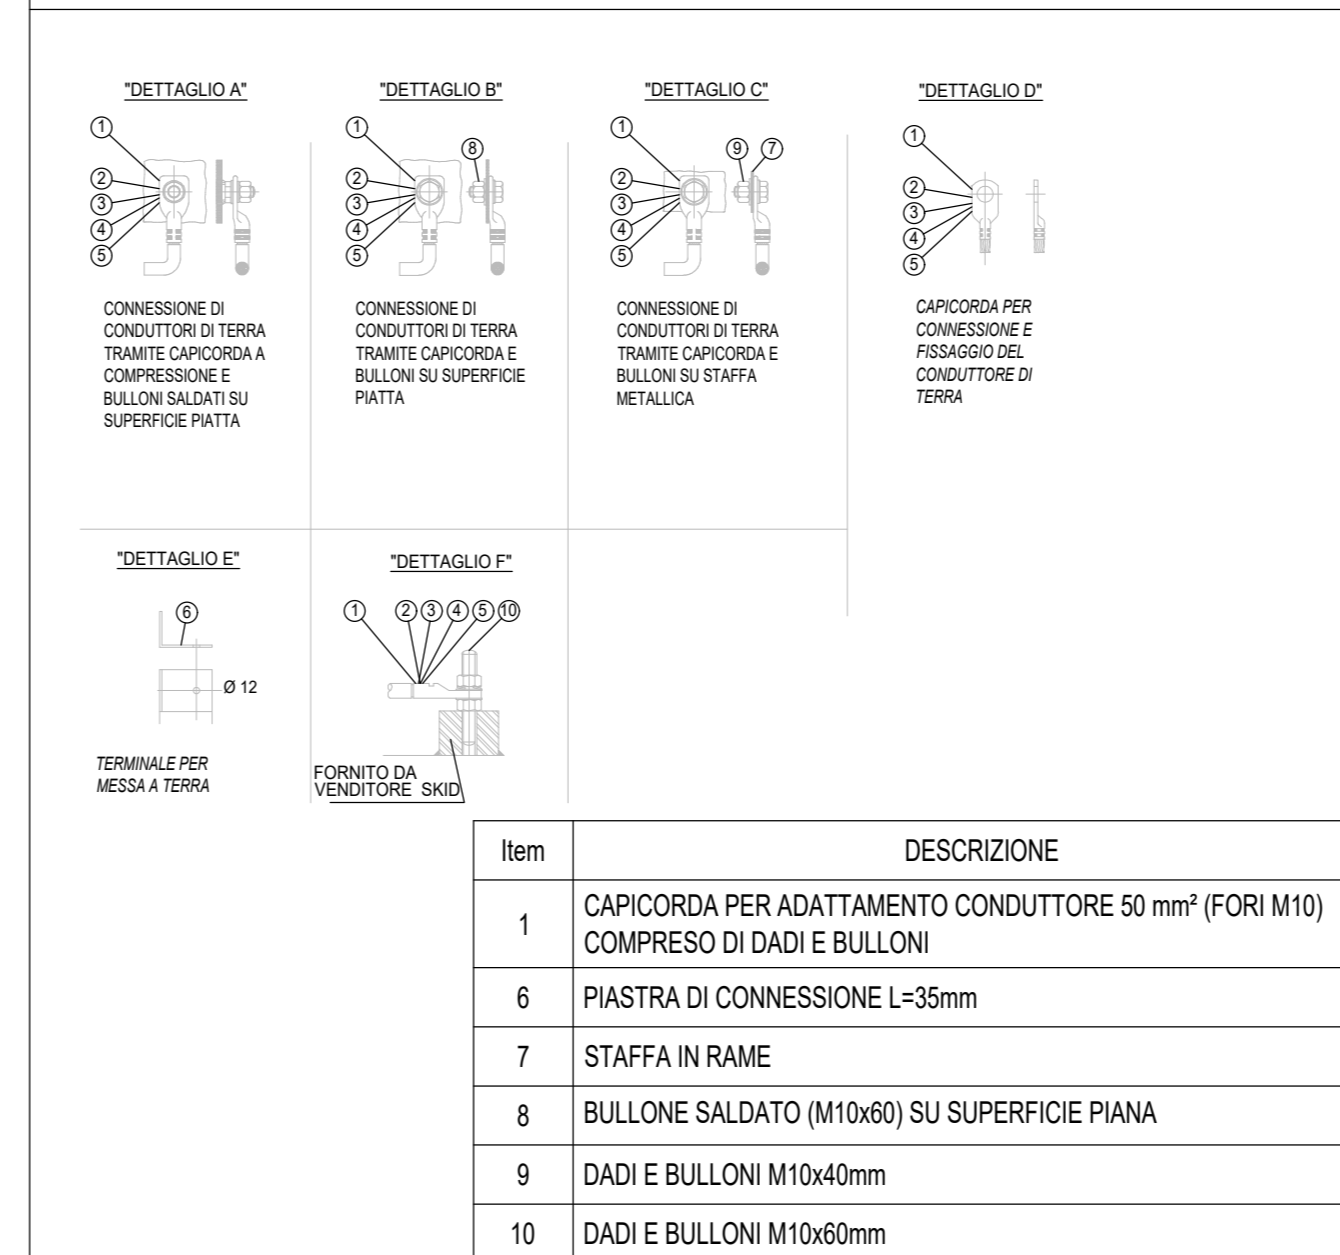 "DETTAGLIO A"
1
2
3
4
5
CONNESSIONE DI
CONDUTTORI DI TERRA
TRAMITE CAPICORDA A
COMPRESSIONE E
BULLONI SALDATI SU
SUPERFICIE PIATTA
"DETTAGLIO B"
1
8
2
3
4
5
CONNESSIONE DI
CONDUTTORI DI TERRA
TRAMITE CAPICORDA E
BULLONI SU SUPERFICIE
PIATTA
"DETTAGLIO C"
1
9 7
2
3
4
5
CONNESSIONE DI
CONDUTTORI DI TERRA
TRAMITE CAPICORDA E
BULLONI SU STAFFA
METALLICA
"DETTAGLIO D"
1
2
3
4
5
CAPICORDA PER
CONNESSIONE E
FISSAGGIO DEL
CONDUTTORE DI
TERRA
"DETTAGLIO E"
6
Ø 12
TERMINALE PER
MESSA A TERRA
"DETTAGLIO F"
1 2 3 4 5 10
FORNITO DA
VENDITORE SKID
Item DESCRIZIONE
1 CAPICORDA PER ADATTAMENTO CONDUTTORE 50 mm² (FORI M10)
COMPRESO DI DADI E BULLONI
6 PIASTRA DI CONNESSIONE L=35mm
7 STAFFA IN RAME
8 BULLONE SALDATO (M10x60) SU SUPERFICIE PIANA
9 DADI E BULLONI M10x40mm
10 DADI E BULLONI M10x60mm